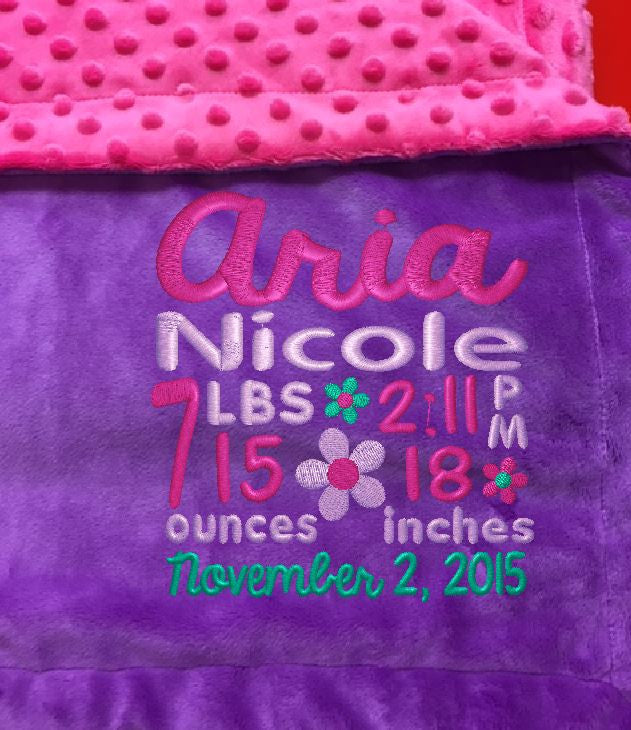 Aria
Nicole
7 LBS 2:11 PM
15 18
ounces inches
November 2, 2015